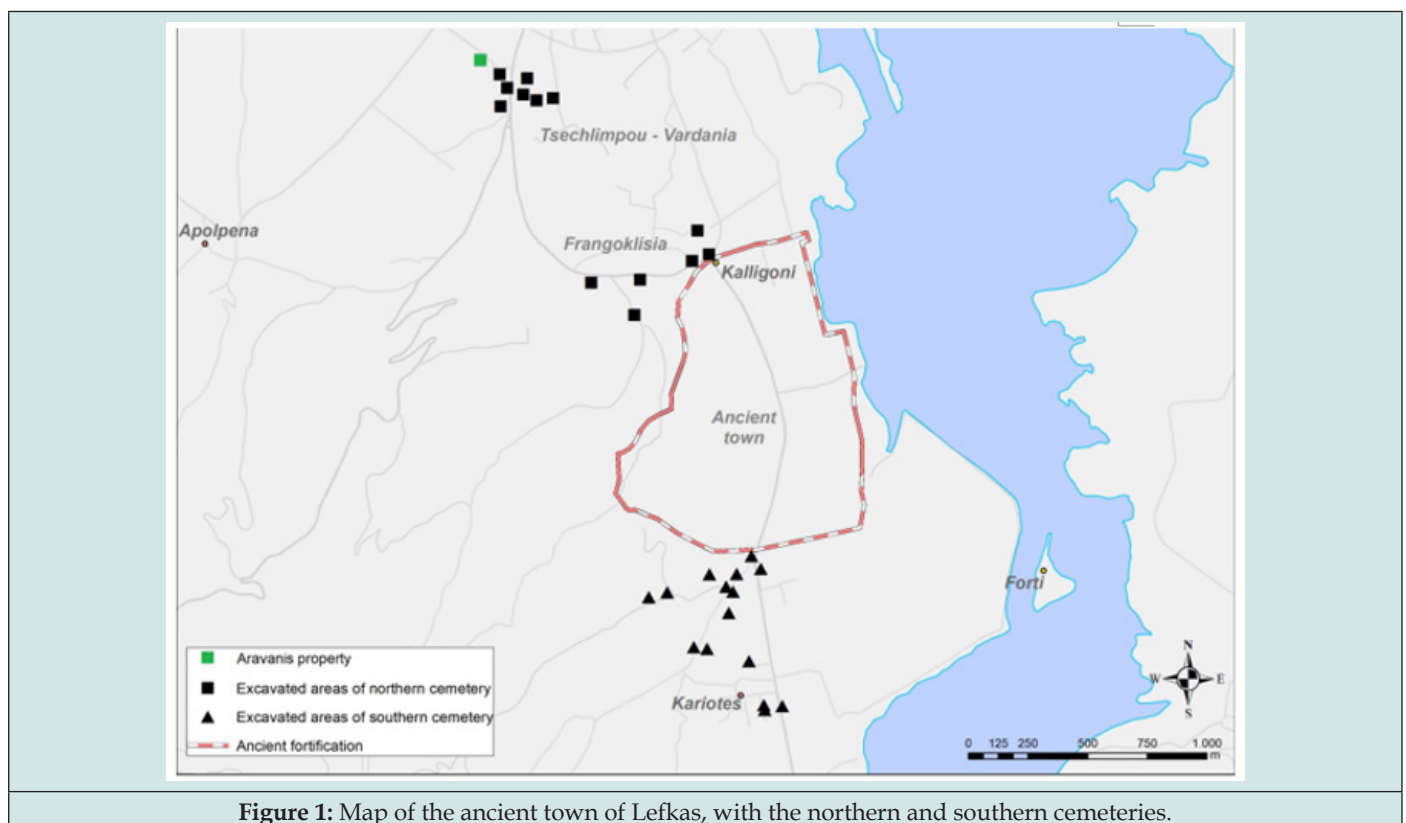 Tsechlimpou - Vardania
Apolpena
Frangoklisia
Kalligoni
Ancient
town
Forti
Kariotes
Aravanis property
Excavated areas of northern cemetery
Excavated areas of southern cemetery
Ancient fortification
N
W E
S
0 125 250 500 750 1.000
m
Figure 1: Map of the ancient town of Lefkas, with the northern and southern cemeteries.